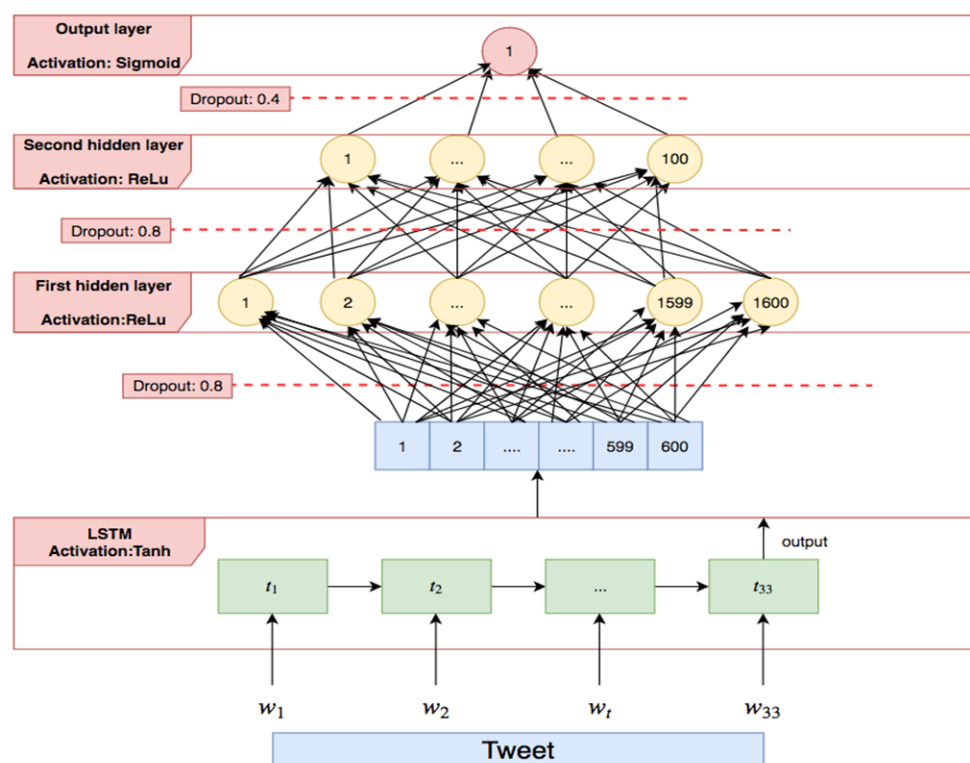 Output layer
Activation: Sigmoid
1
Dropout: 0.4
Second hidden layer
Activation: ReLu
1 ... ... 100
Dropout: 0.8
First hidden layer
Activation:ReLu
1 2 ... ... 1599 1600
Dropout: 0.8
1 2 .... .... 599 600
LSTM
Activation:Tanh
output
t₁ t₂ ... t₃₃
w₁ w₂ wₜ w₃₃
Tweet